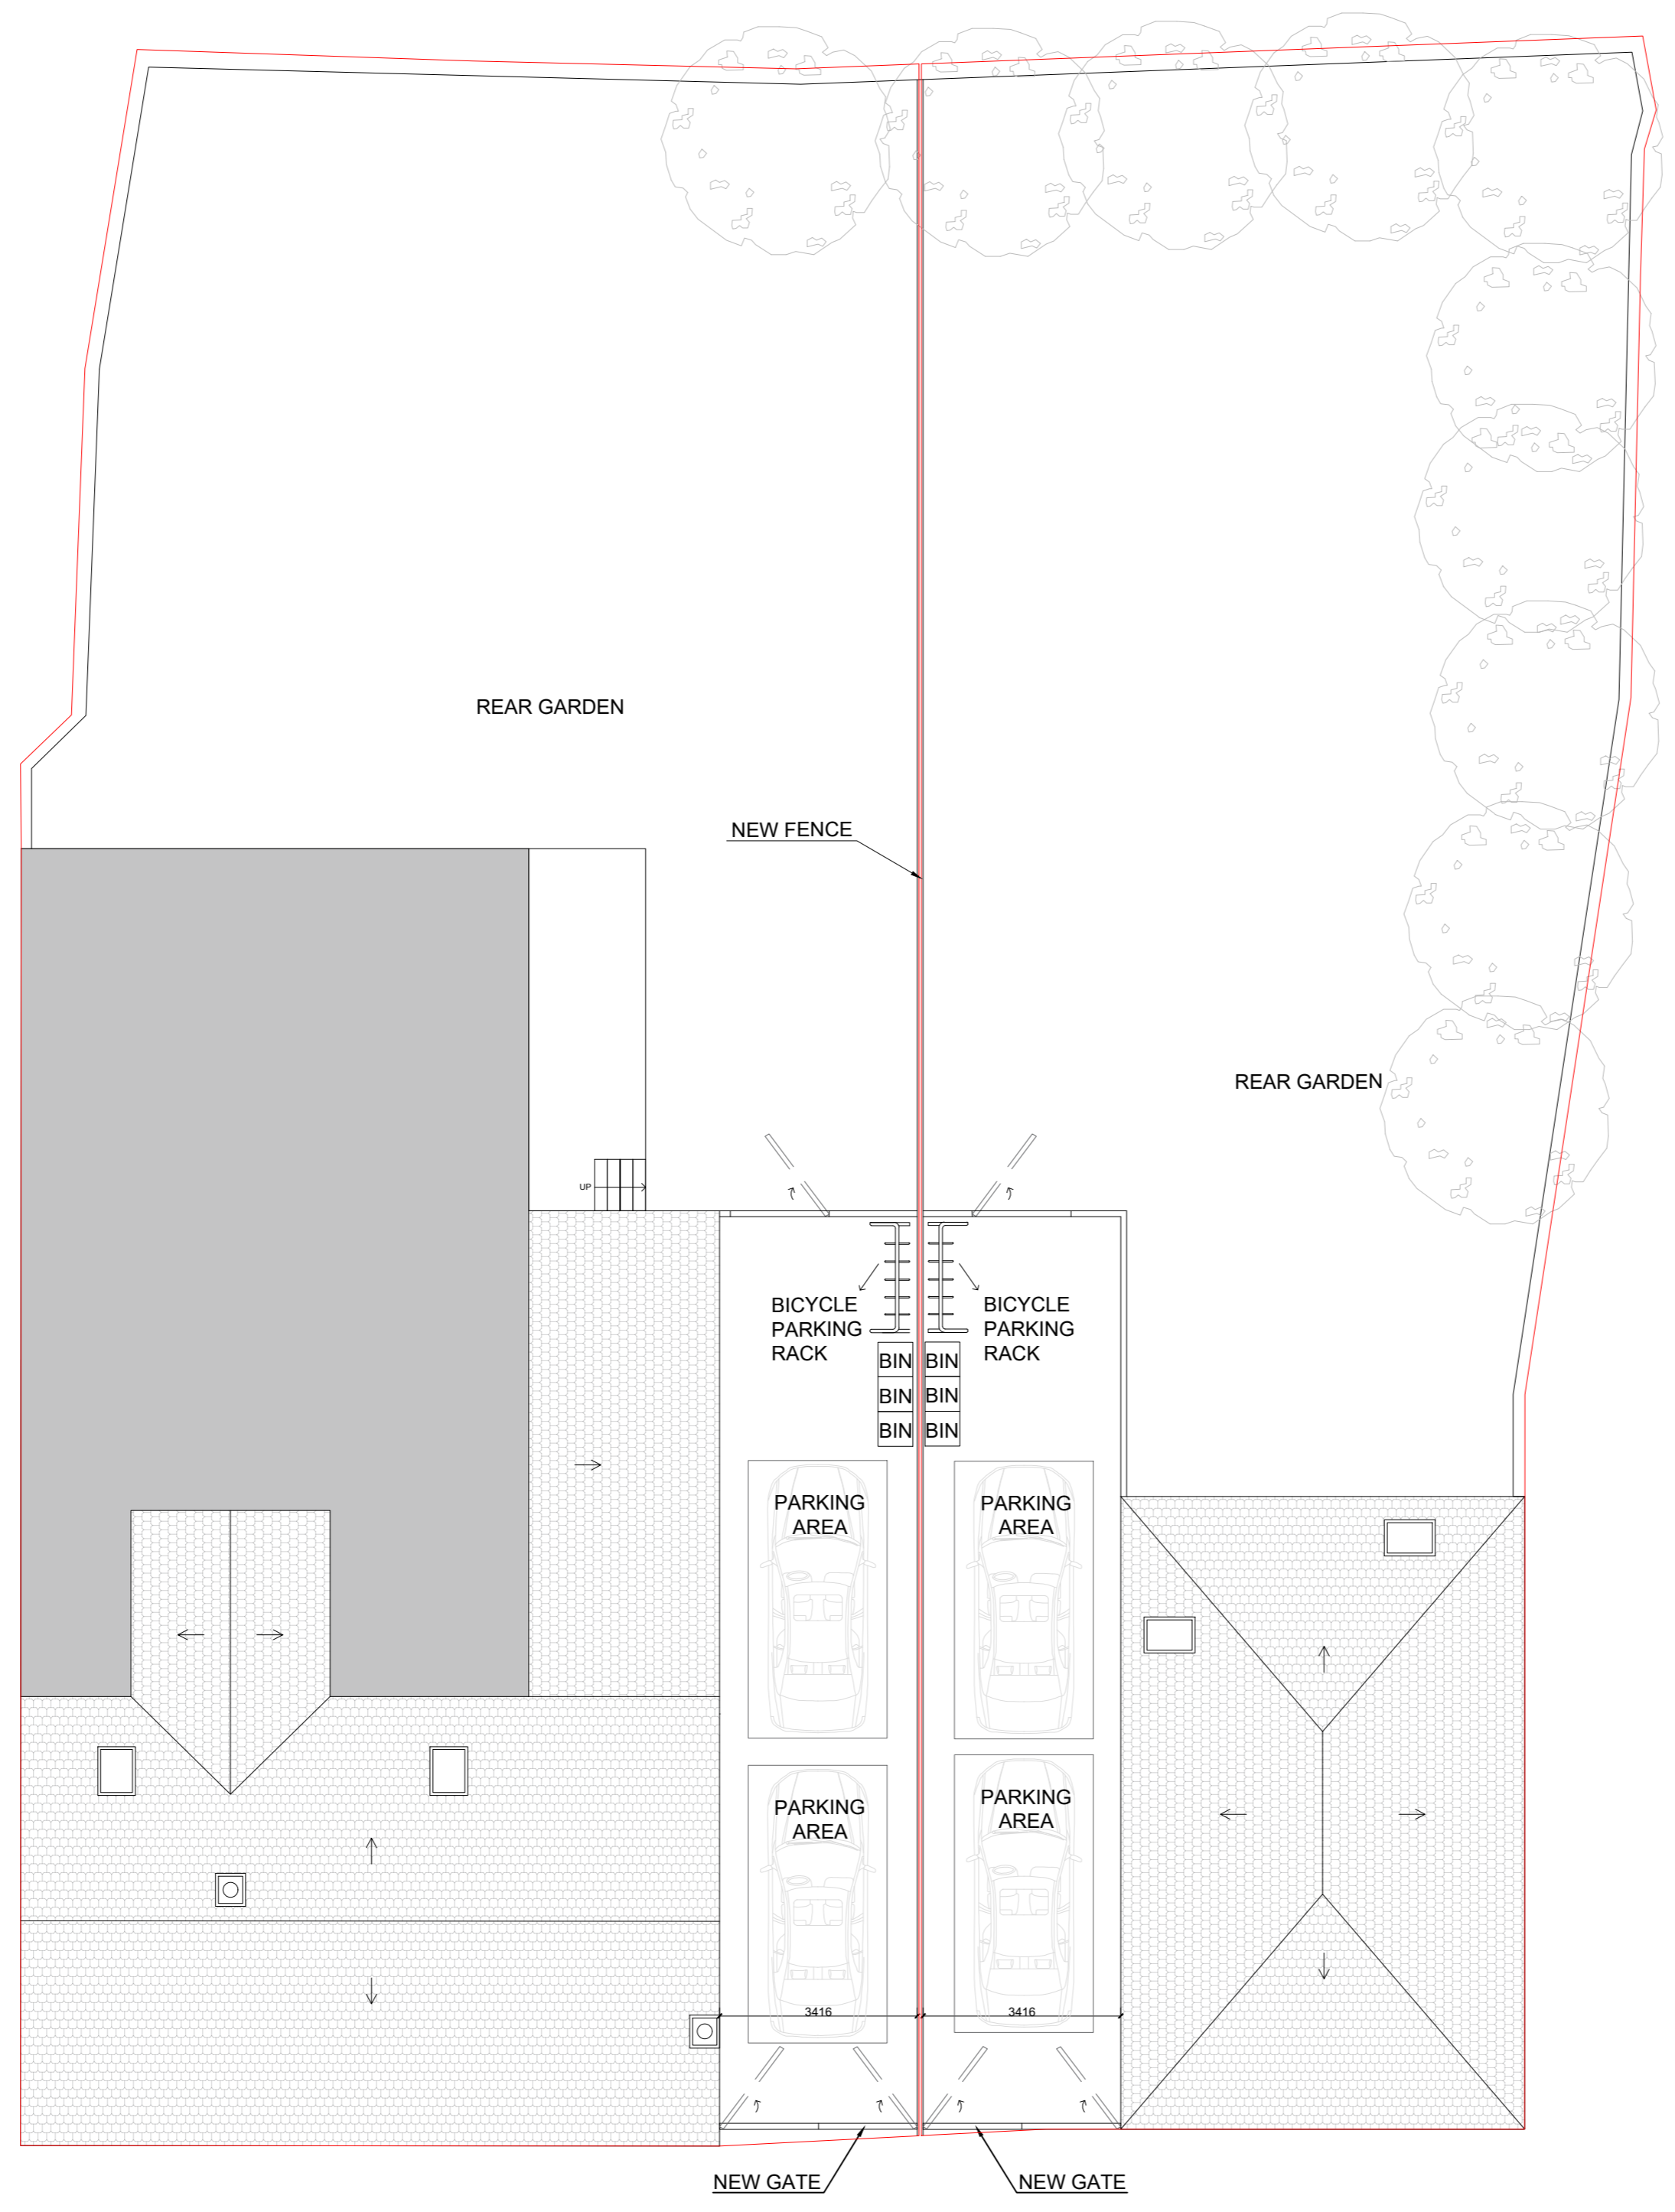 REAR GARDEN
NEW FENCE
REAR GARDEN
UP
BICYCLE
PARKING
RACK
BICYCLE
PARKING
RACK
BIN
BIN
BIN
BIN
BIN
BIN
PARKING
AREA
PARKING
AREA
PARKING
AREA
PARKING
AREA
3416
3416
NEW GATE
NEW GATE